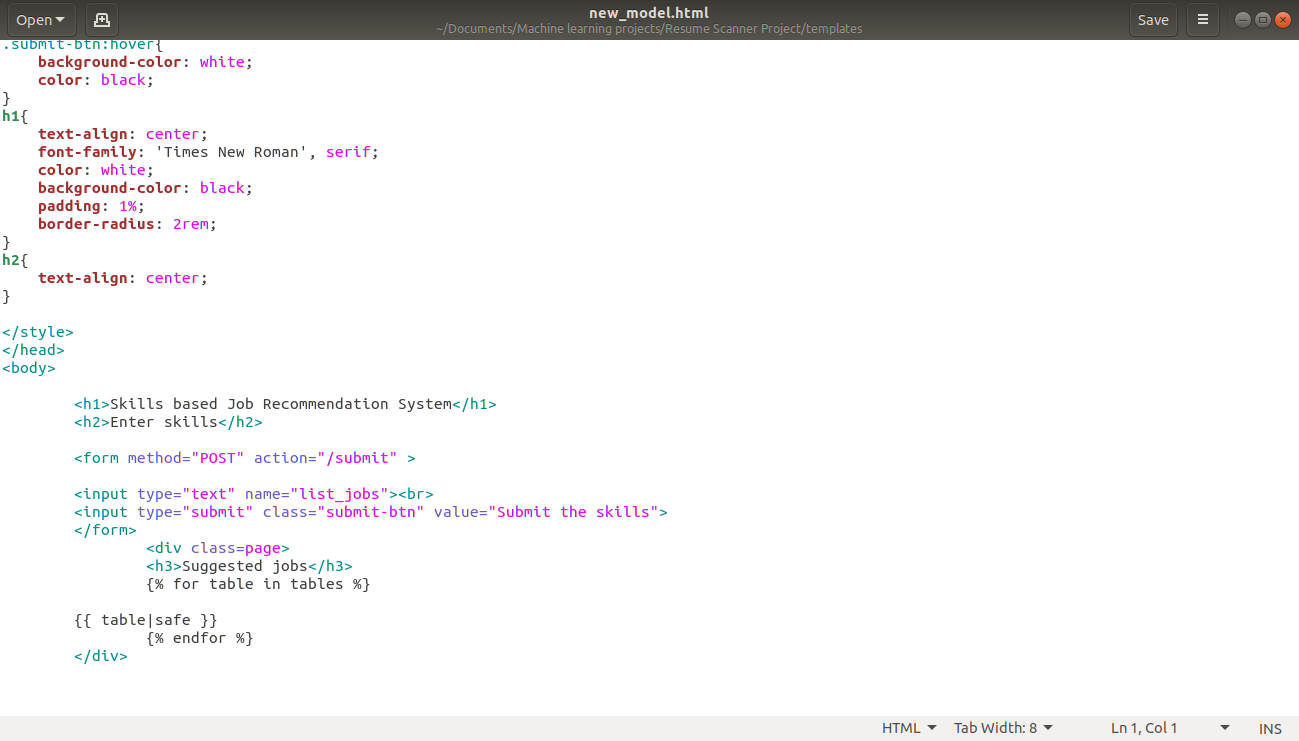 Open
new_model.html
~/Documents/Machine learning projects/Resume Scanner Project/templates
Save
.submit-btn:hover{
    background-color: white;
    color: black;
}
h1{
    text-align: center;
    font-family: 'Times New Roman', serif;
    color: white;
    background-color: black;
    padding: 1%;
    border-radius: 2rem;
}
h2{
    text-align: center;
}
</style>
</head>
<body>
        <h1>Skills based Job Recommendation System</h1>
        <h2>Enter skills</h2>
        <form method="POST" action="/submit" >
        <input type="text" name="list_jobs"><br>
        <input type="submit" class="submit-btn" value="Submit the skills">
        </form>
                <div class=page>
                <h3>Suggested jobs</h3>
                {% for table in tables %}
        {{ table|safe }}
                {% endfor %}
        </div>
HTML Tab Width: 8 Ln 1, Col 1 INS